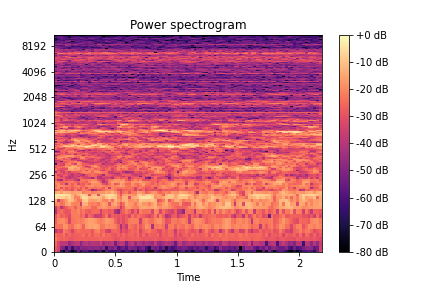 Power spectrogram
Hz
8192
4096
2048
1024
512
256
128
64
0
0
0.5
1
1.5
2
Time
+0 dB
-10 dB
-20 dB
-30 dB
-40 dB
-50 dB
-60 dB
-70 dB
-80 dB